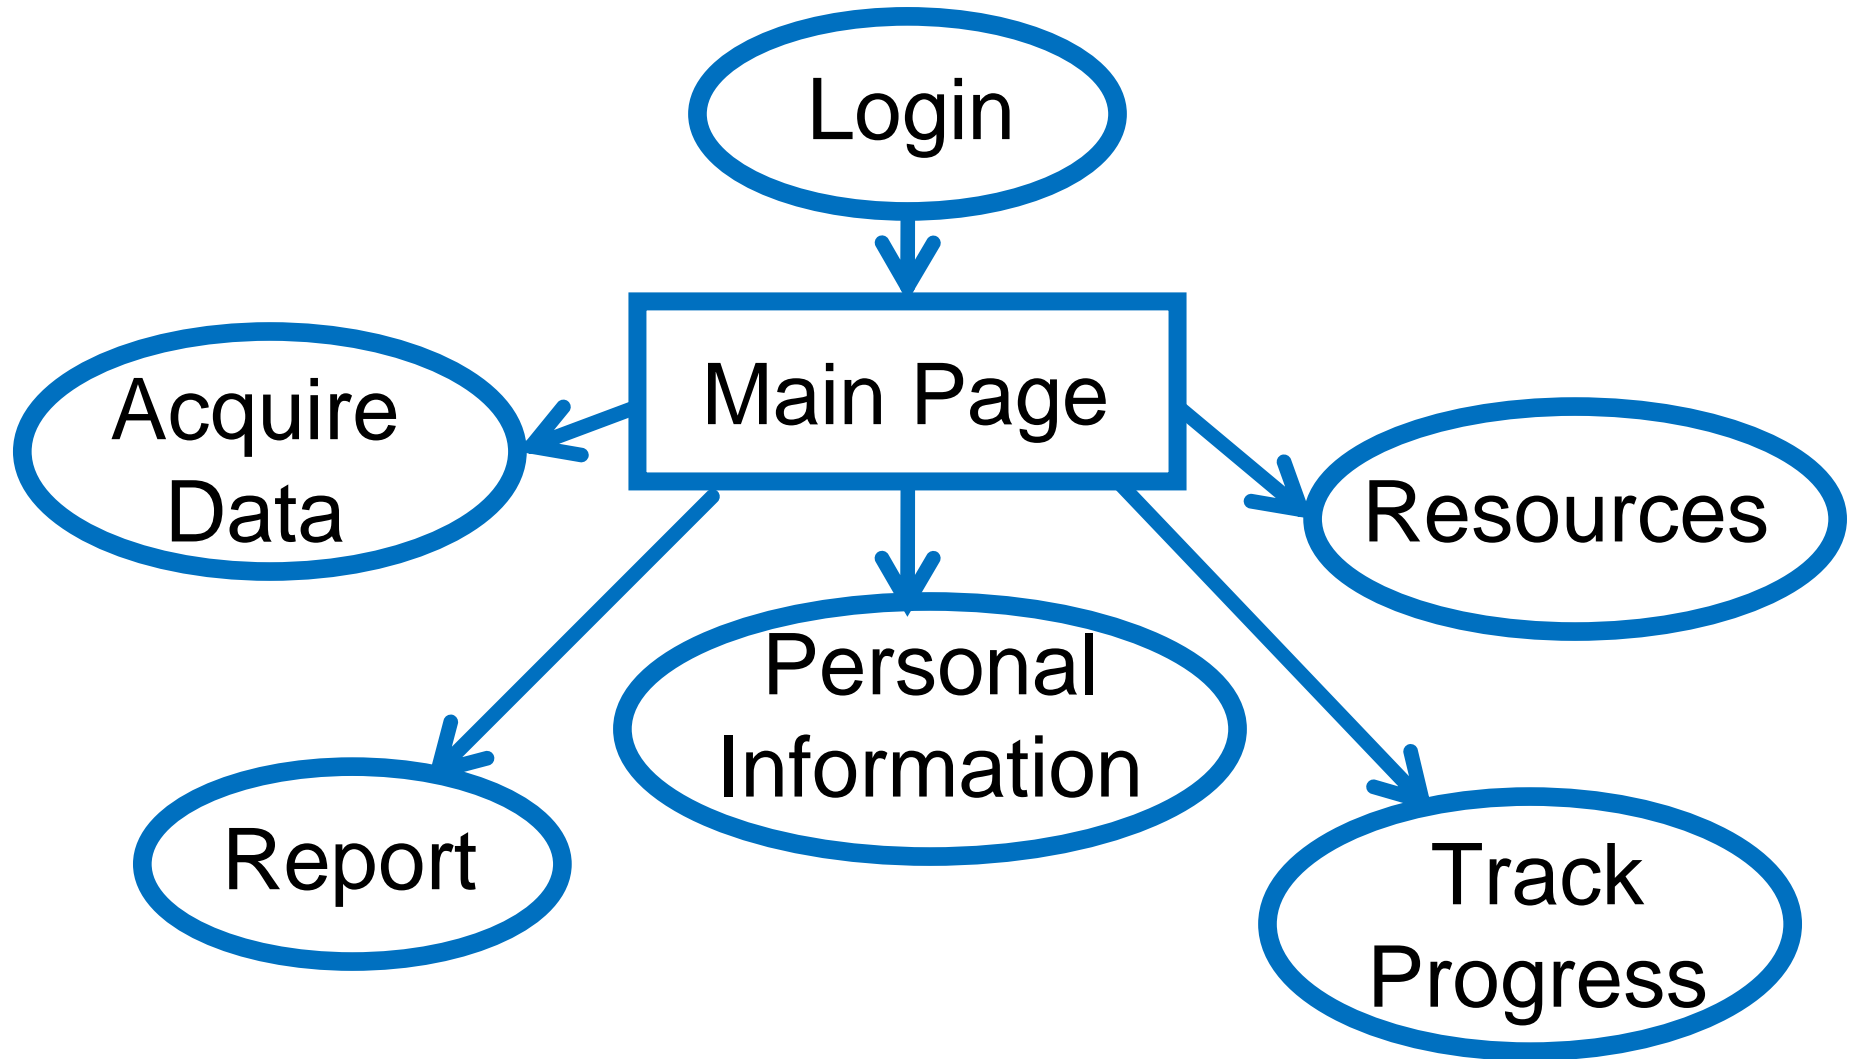 Login
Main Page
Acquire
Data
Resources
Personal
Information
Report
Track
Progress